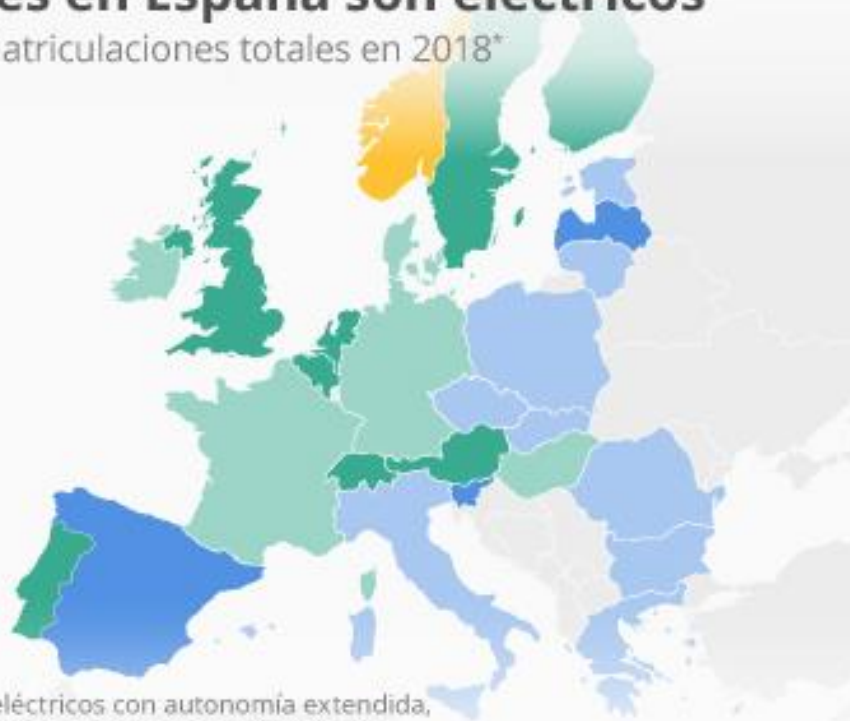 es en España son eléctricos
atriculaciones totales en 2018*
eléctricos con autonomía extendida,